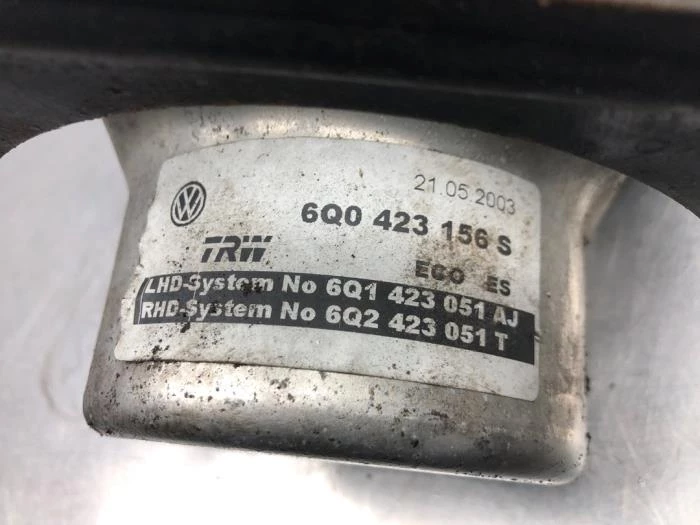 21.05.2003
6Q0 423 156 S
TRW
ECO ES
LHD-System No 6Q1 423 051 AJ
RHD-System No 6Q2 423 051 T